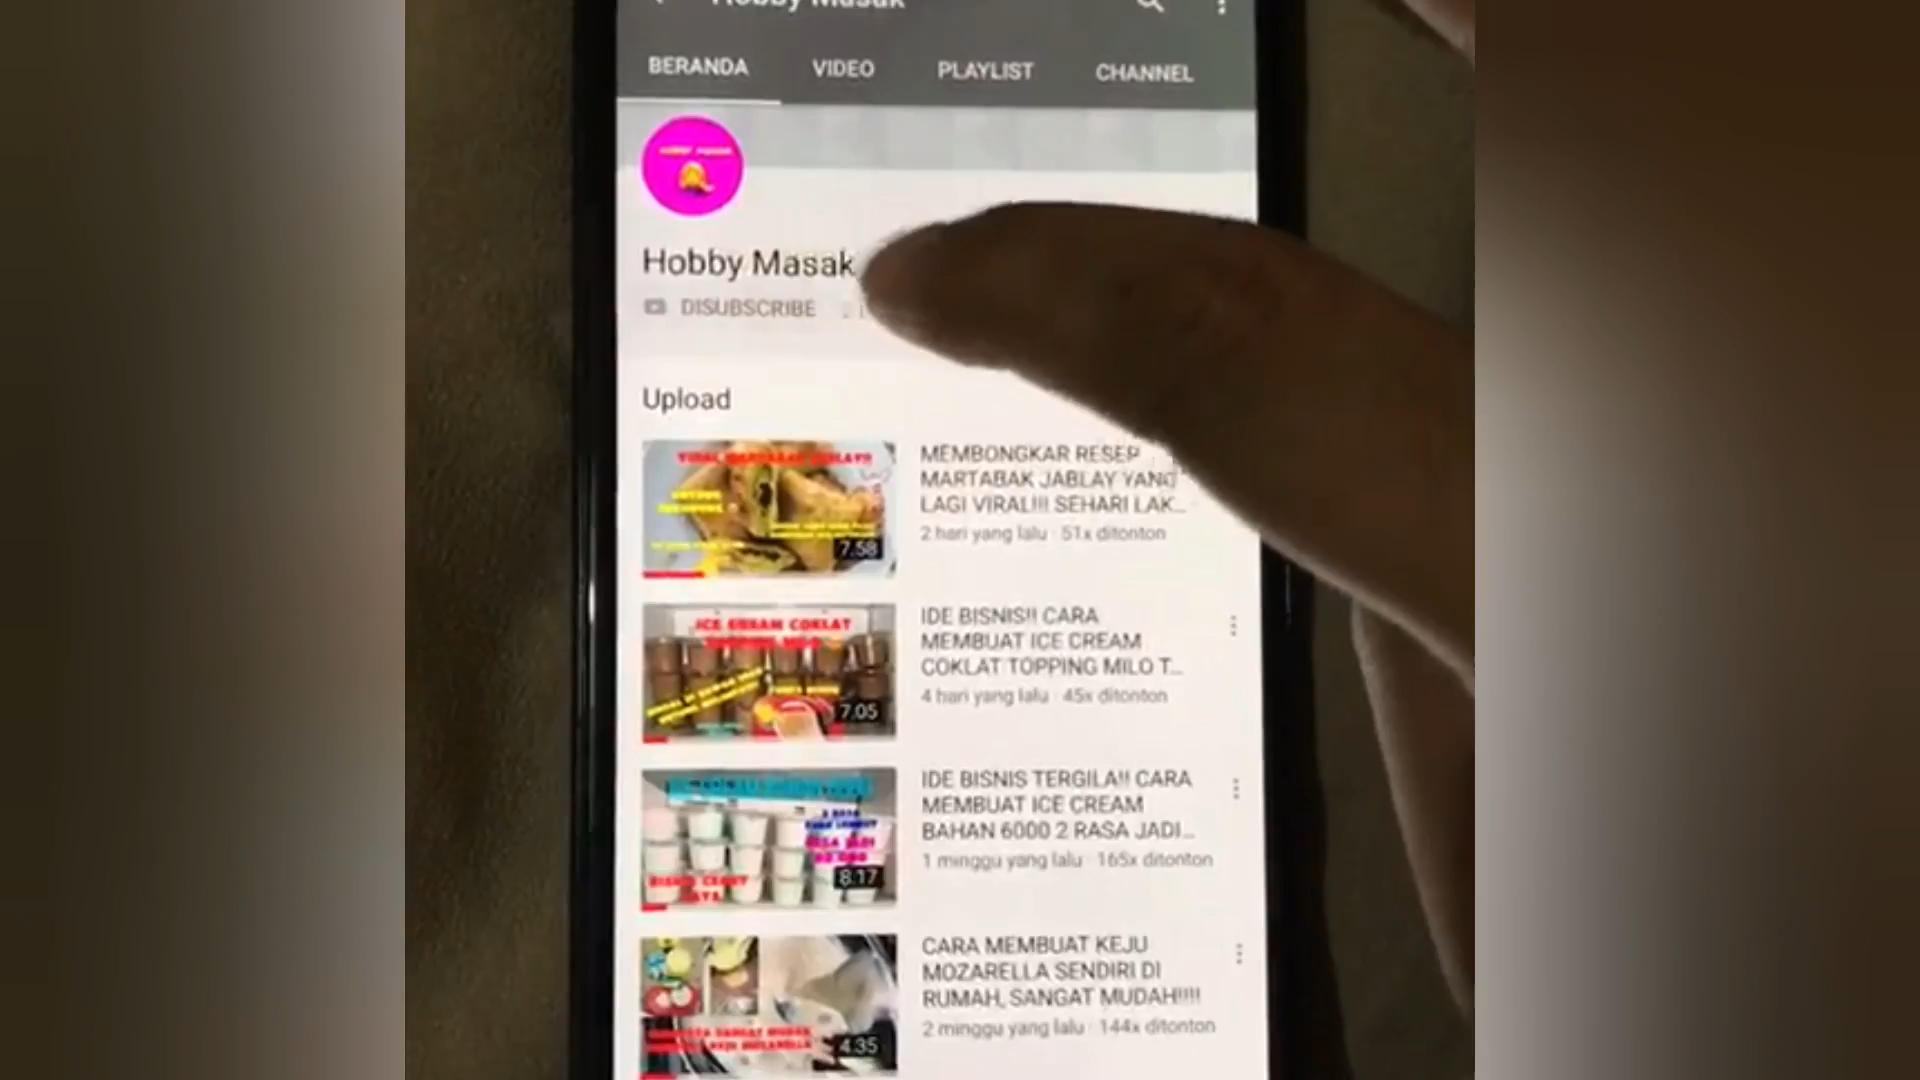 Hobby Masak
BERANDA
VIDEO
PLAYLIST
CHANNEL
Hobby Masak
DISUBSCRIBE
Upload
7.58
MEMBONGKAR RESEP
MARTABAK JABLAY YANG
LAGI VIRAL!!! SEHARI LAK...
2 hari yang lalu · 51x ditonton
ICE CREAM COKLAT
7.05
IDE BISNIS!! CARA
MEMBUAT ICE CREAM
COKLAT TOPPING MILO T...
4 hari yang lalu · 45x ditonton
8.17
IDE BISNIS TERGILA!! CARA
MEMBUAT ICE CREAM
BAHAN 6000 2 RASA JADI...
1 minggu yang lalu · 165x ditonton
4.35
CARA MEMBUAT KEJU
MOZARELLA SENDIRI DI
RUMAH, SANGAT MUDAH!!!!
2 minggu yang lalu · 144x ditonton